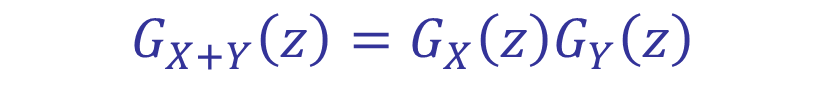 G_{X+Y}(z) = G_X(z)G_Y(z)